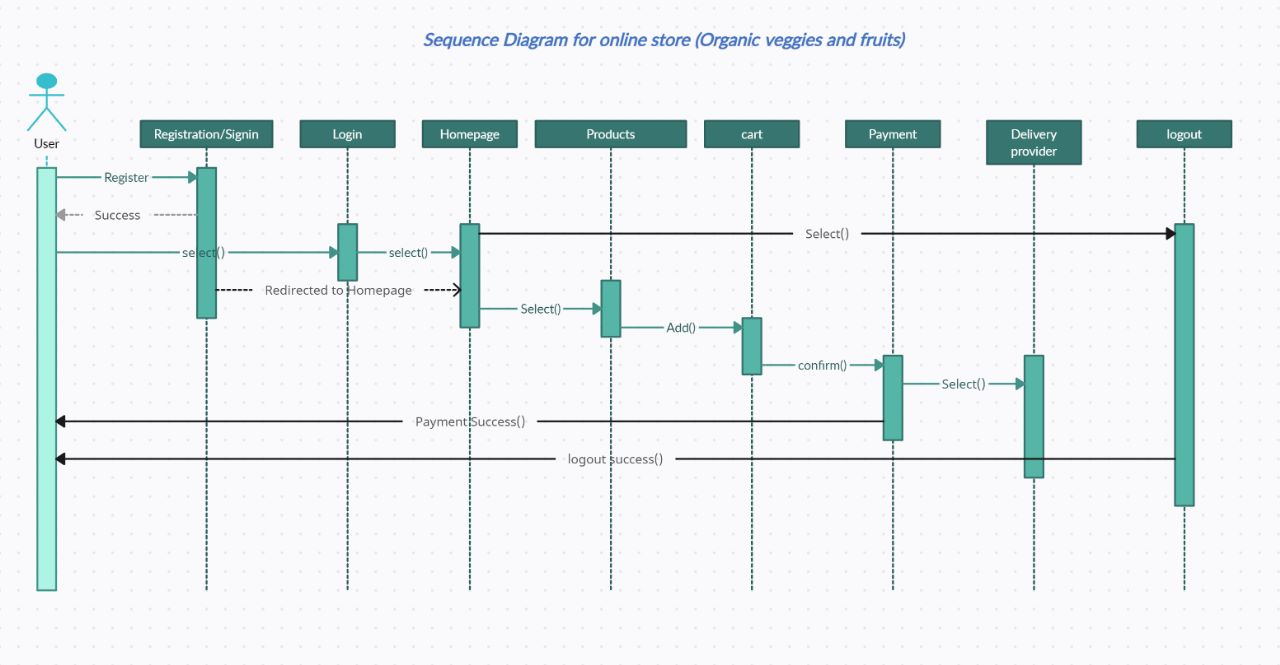 Sequence Diagram for online store (Organic veggies and fruits)
User
Registration/Signin
Login
Homepage
Products
cart
Payment
Delivery
provider
logout
Register
Success
Select()
select()
select()
Redirected to Homepage
Select()
Add()
confirm()
Select()
Payment Success()
logout success()